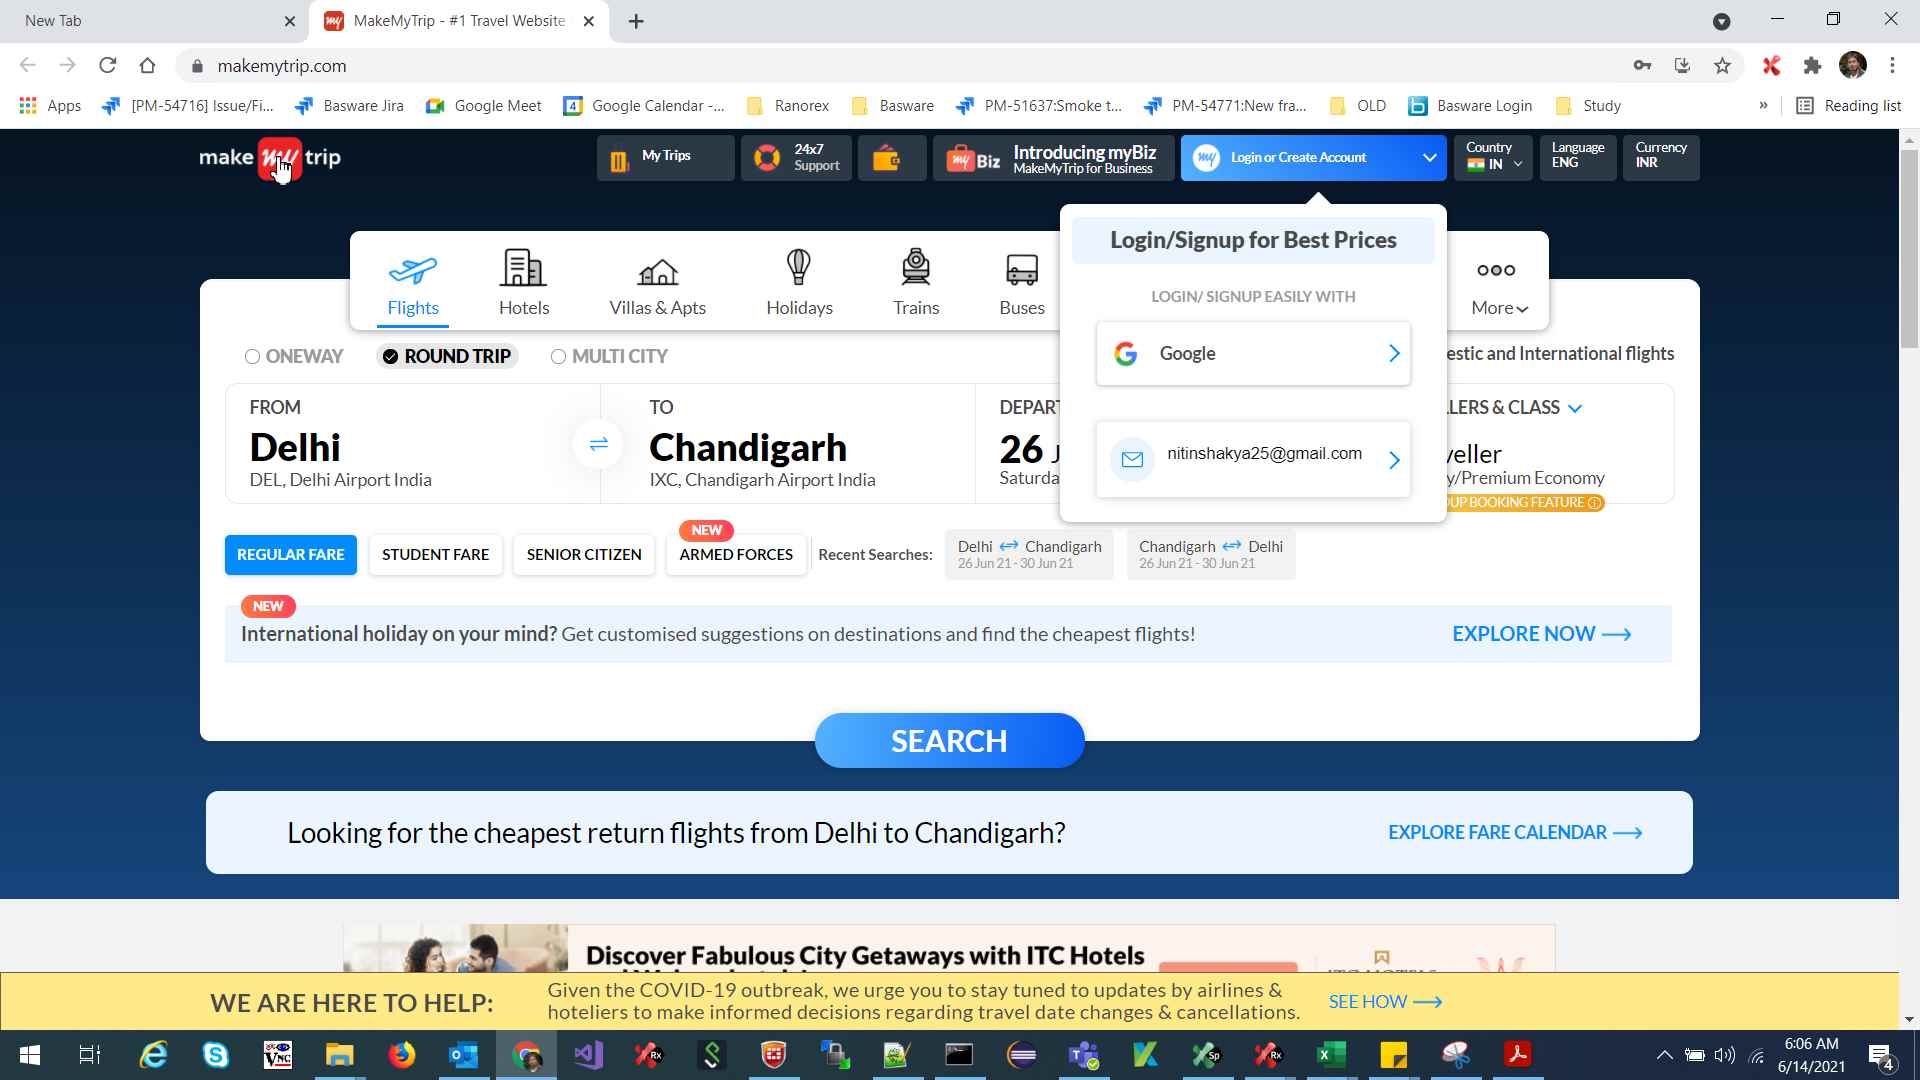 New Tab
MakeMyTrip - #1 Travel Website
makemytrip.com
Apps
[PM-54716] Issue/Fi...
Basware Jira
Google Meet
4
Google Calendar -...
Ranorex
Basware
PM-51637:Smoke t...
PM-54771:New fra...
OLD
Basware Login
Study
»
Reading list
make my trip
My Trips
24x7
Support
my Biz
Introducing myBiz
MakeMyTrip for Business
my
Login or Create Account
Country
IN
Language
ENG
Currency
INR
Login/Signup for Best Prices
LOGIN/ SIGNUP EASILY WITH
Google
nitinshakya25@gmail.com
Flights
Hotels
Villas & Apts
Holidays
Trains
Buses
More
ONEWAY
ROUND TRIP
MULTI CITY
estic and International flights
FROM
Delhi
DEL, Delhi Airport India
TO
Chandigarh
IXC, Chandigarh Airport India
DEPART
26 J
Saturda
LLERS & CLASS
veller
y/Premium Economy
OUP BOOKING FEATURE
REGULAR FARE
STUDENT FARE
SENIOR CITIZEN
NEW
ARMED FORCES
Recent Searches:
Delhi Chandigarh
26 Jun 21 - 30 Jun 21
Chandigarh Delhi
26 Jun 21 - 30 Jun 21
NEW
International holiday on your mind? Get customised suggestions on destinations and find the cheapest flights!
EXPLORE NOW
SEARCH
Looking for the cheapest return flights from Delhi to Chandigarh?
EXPLORE FARE CALENDAR
Discover Fabulous City Getaways with ITC Hotels
WE ARE HERE TO HELP:
Given the COVID-19 outbreak, we urge you to stay tuned to updates by airlines &
hoteliers to make informed decisions regarding travel date changes & cancellations.
SEE HOW
6:06 AM
6/14/2021
4